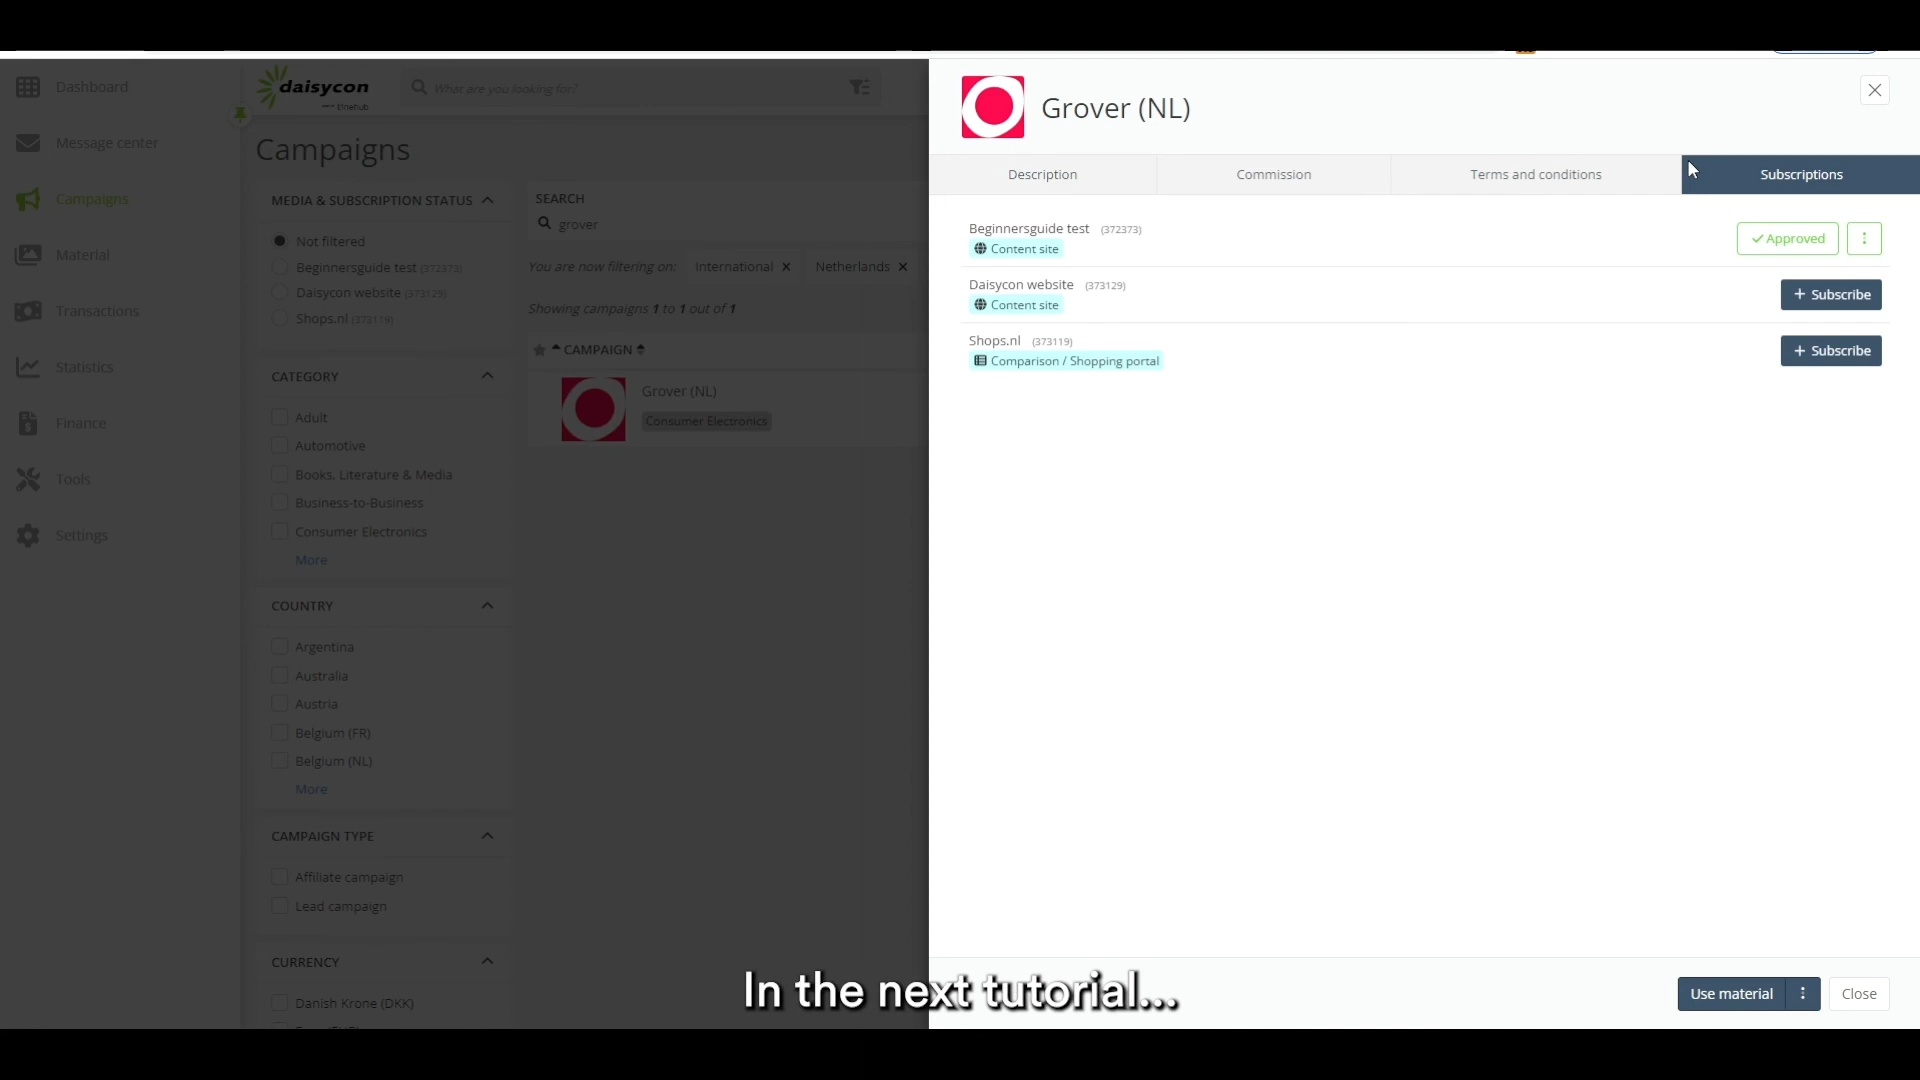 Dashboard
Message center
Campaigns
Material
Transactions
Statistics
Finance
Tools
Settings
daisycon
What are you looking for?
Campaigns
MEDIA & SUBSCRIPTION STATUS
Not filtered
Beginnersguide test (372373)
Daisycon website (373129)
Shops.nl (373119)
CATEGORY
Adult
Automotive
Books, Literature & Media
Business-to-Business
Consumer Electronics
More
COUNTRY
Argentina
Australia
Austria
Belgium (FR)
Belgium (NL)
More
CAMPAIGN TYPE
Affiliate campaign
Lead campaign
CURRENCY
Danish Krone (DKK)
SEARCH
grover
You are now filtering on: International Netherlands
Showing campaigns 1 to 1 out of 1
CAMPAIGN
Grover (NL)
Consumer Electronics
Grover (NL)
Description Commission Terms and conditions Subscriptions
Beginnersguide test (372373)
Content site
Approved
Daisycon website (373129)
Content site
+ Subscribe
Shops.nl (373119)
Comparison / Shopping portal
+ Subscribe
Use material Close
In the next tutorial...